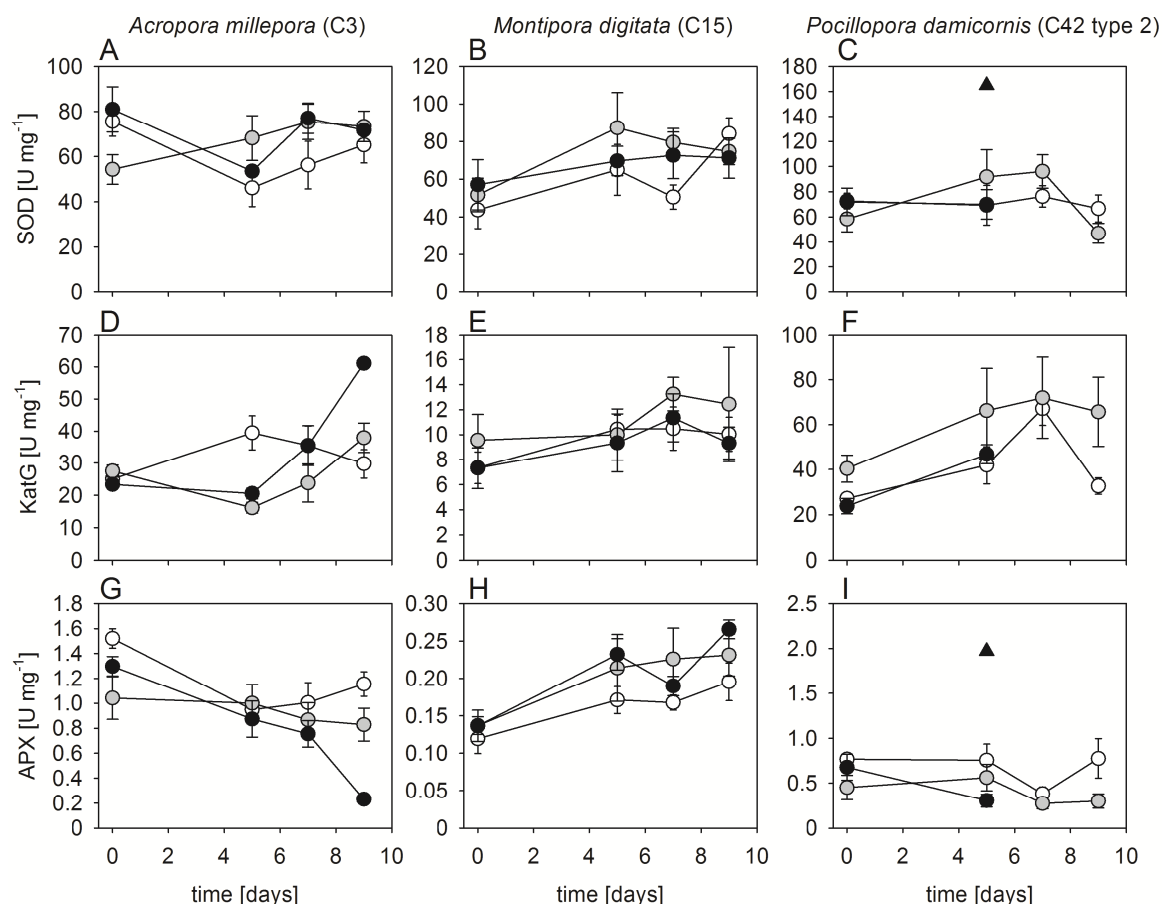 Acropora millepora (C3) Montipora digitata (C15) Pocillopora damicornis (C42 type 2)
A B C
100 80 60 40 20 0
SOD [U mg⁻¹]
120 100 80 60 40 20 0
180 160 140 120 100 80 60 40 20 0
D E F
70 60 50 40 30 20 10 0
KatG [U mg⁻¹]
18 16 14 12 10 8 6 4 2 0
100 80 60 40 20 0
G H I
1.8 1.6 1.4 1.2 1.0 0.8 0.6 0.4 0.2 0
APX [U mg⁻¹]
0.30 0.25 0.20 0.15 0.10 0.05 0
2.5 2.0 1.5 1.0 0.5 0
0 2 4 6 8 10 0 2 4 6 8 10 0 2 4 6 8 10
time [days] time [days] time [days]